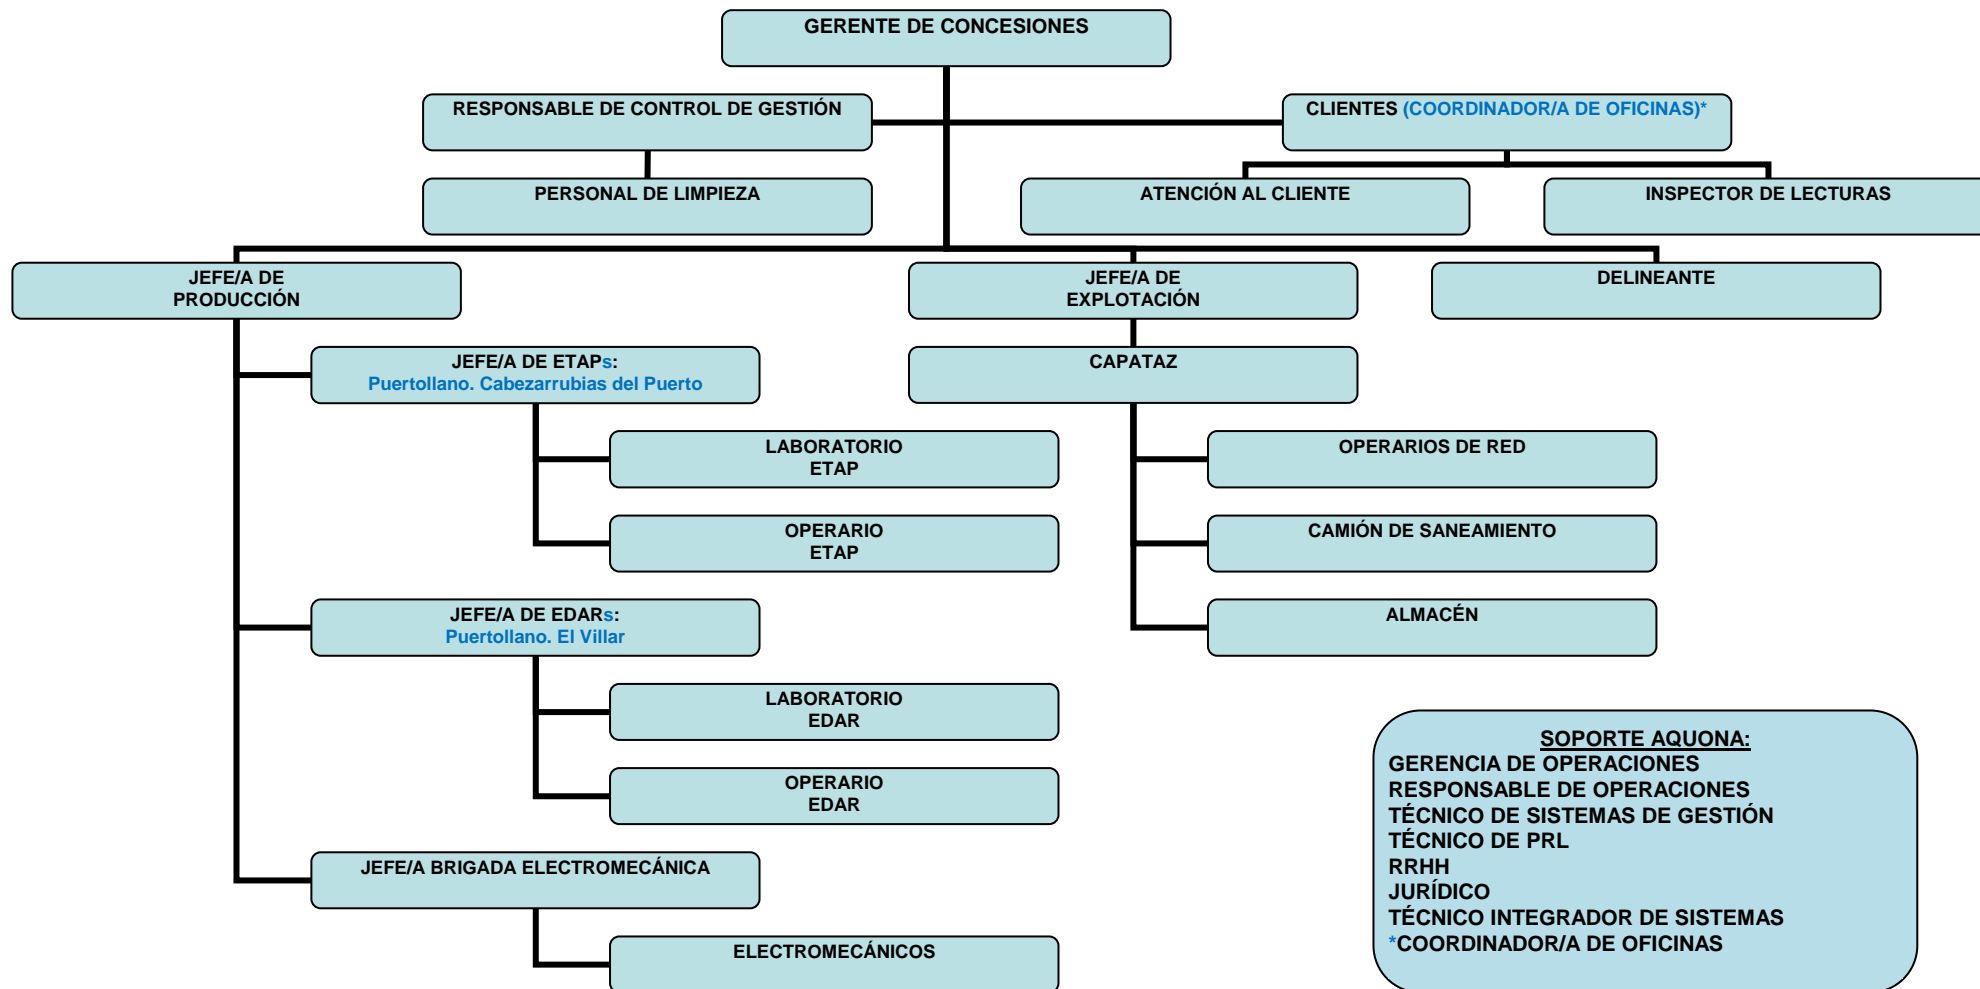 GERENTE DE CONCESIONES
RESPONSABLE DE CONTROL DE GESTIÓN
CLIENTES (COORDINADOR/A DE OFICINAS)*
PERSONAL DE LIMPIEZA
ATENCIÓN AL CLIENTE
INSPECTOR DE LECTURAS
JEFE/A DE
PRODUCCIÓN
JEFE/A DE
EXPLOTACIÓN
DELINEANTE
JEFE/A DE ETAPs:
Puertollano. Cabezarrubias del Puerto
CAPATAZ
LABORATORIO
ETAP
OPERARIOS DE RED
OPERARIO
ETAP
CAMIÓN DE SANEAMIENTO
JEFE/A DE EDARs:
Puertollano. El Villar
ALMACÉN
LABORATORIO
EDAR
OPERARIO
EDAR
JEFE/A BRIGADA ELECTROMECÁNICA
ELECTROMECÁNICOS
SOPORTE AQUONA:
GERENCIA DE OPERACIONES
RESPONSABLE DE OPERACIONES
TÉCNICO DE SISTEMAS DE GESTIÓN
TÉCNICO DE PRL
RRHH
JURÍDICO
TÉCNICO INTEGRADOR DE SISTEMAS
*COORDINADOR/A DE OFICINAS